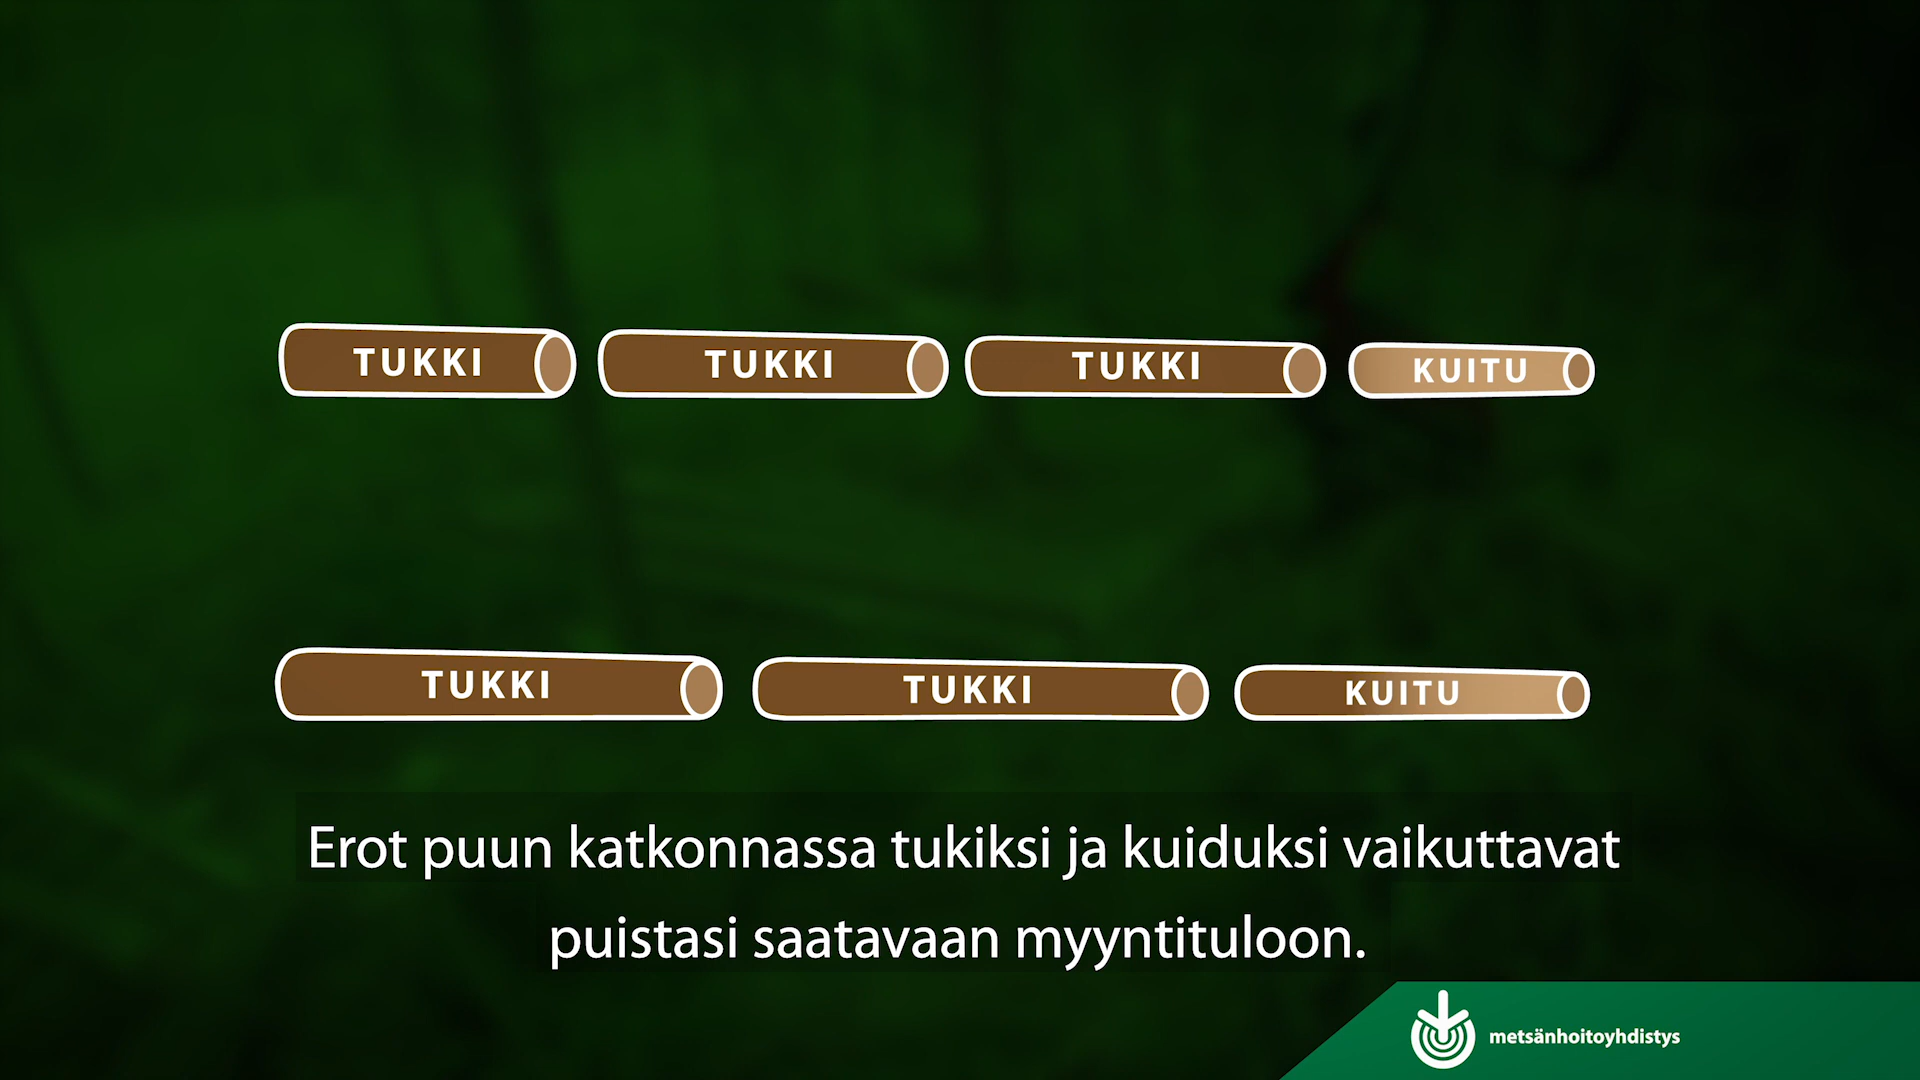 TUKKI TUKKI TUKKI KUITU
TUKKI TUKKI KUITU
Erot puun katkonnassa tukiksi ja kuiduksi vaikuttavat
puistasi saatavaan myyntituloon.
metsänhoitoyhdistys